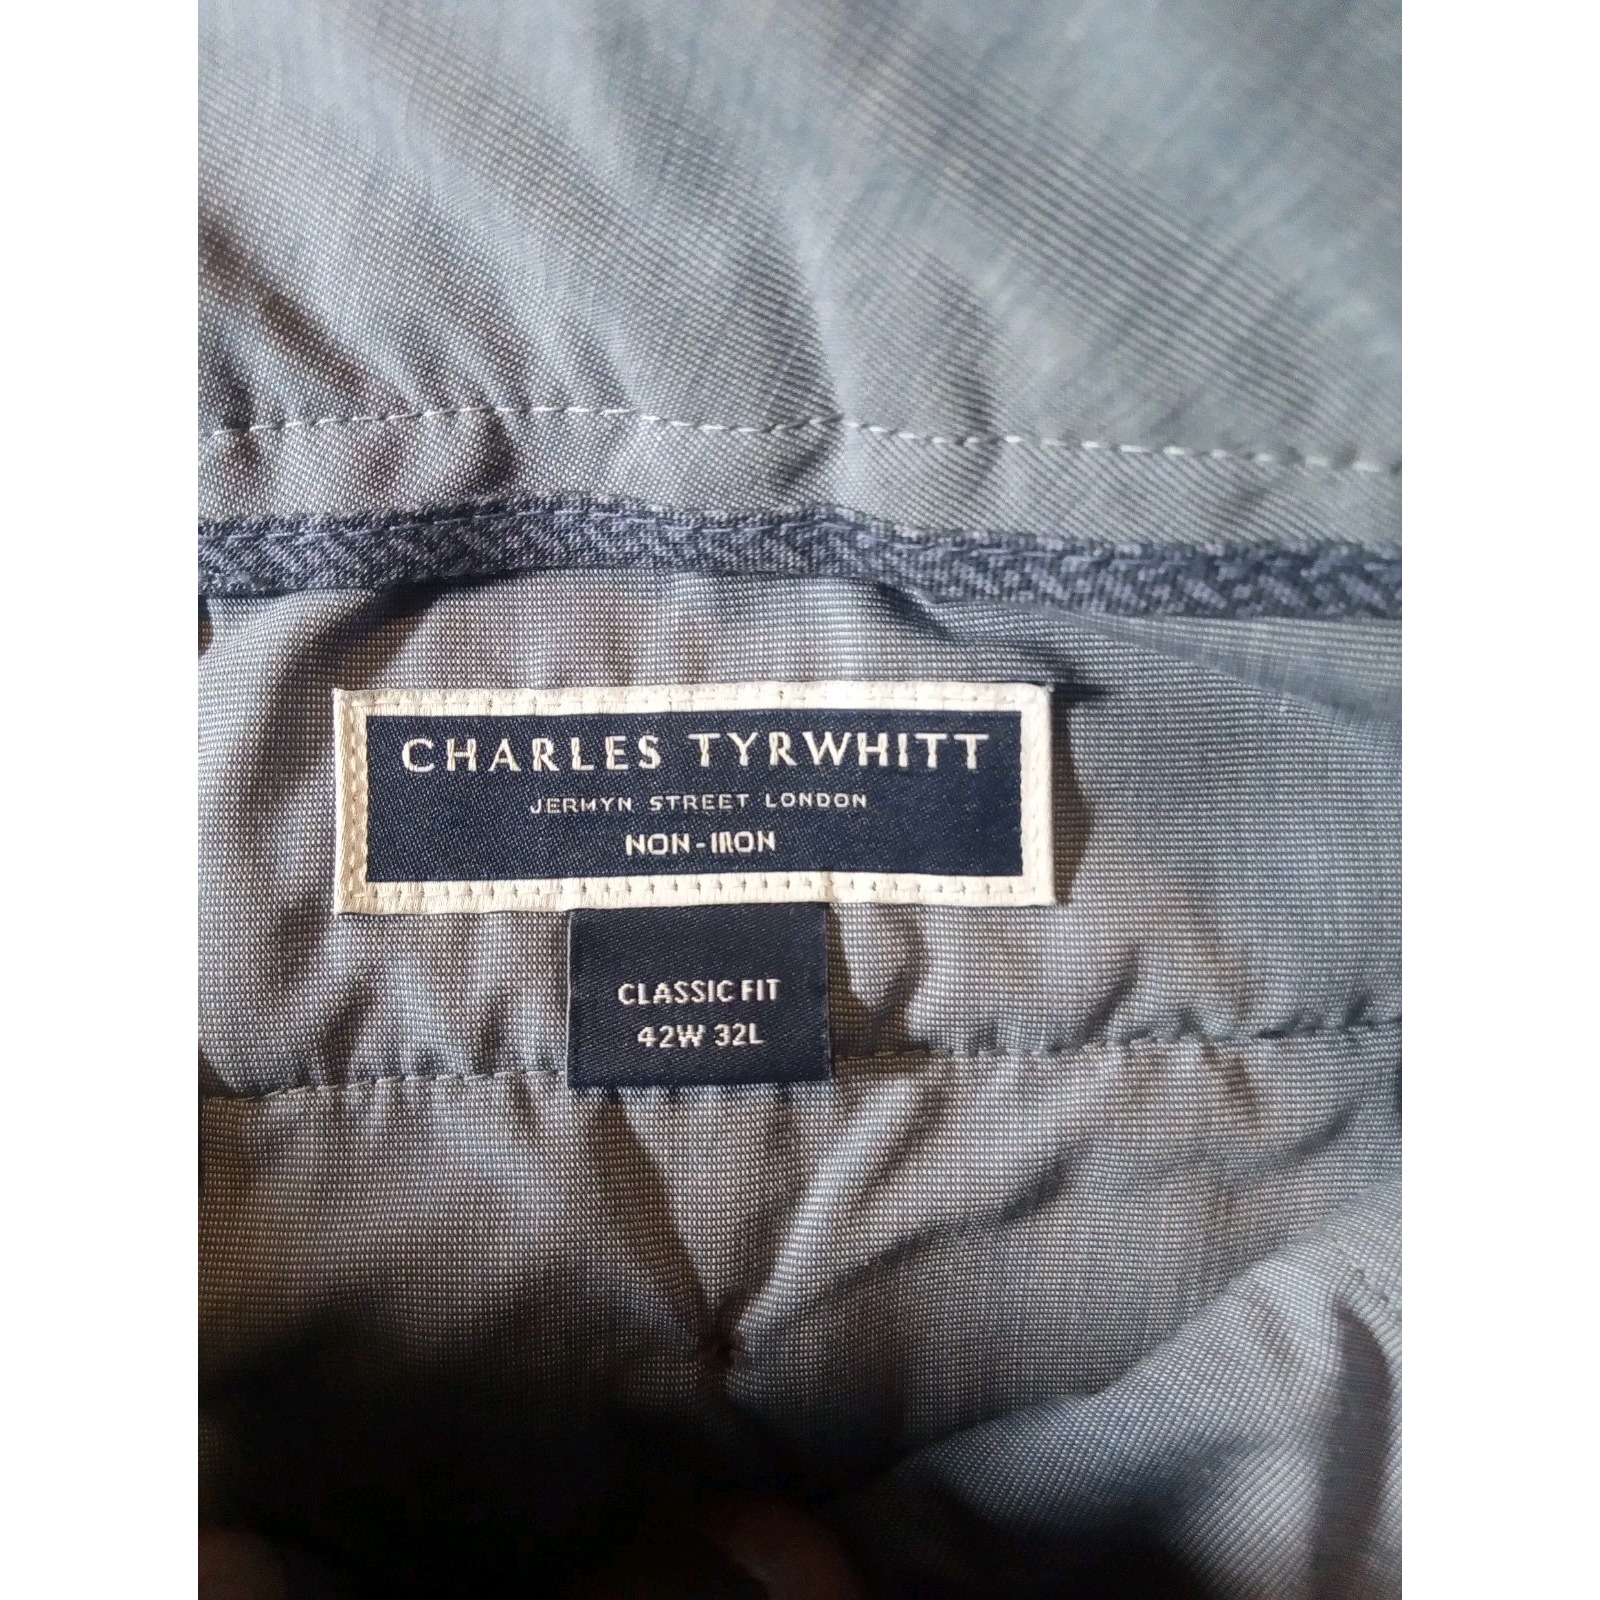 CHARLES TYRWHITT
JERMYN STREET LONDON
NON-IRON
CLASSIC FIT
42W 32L